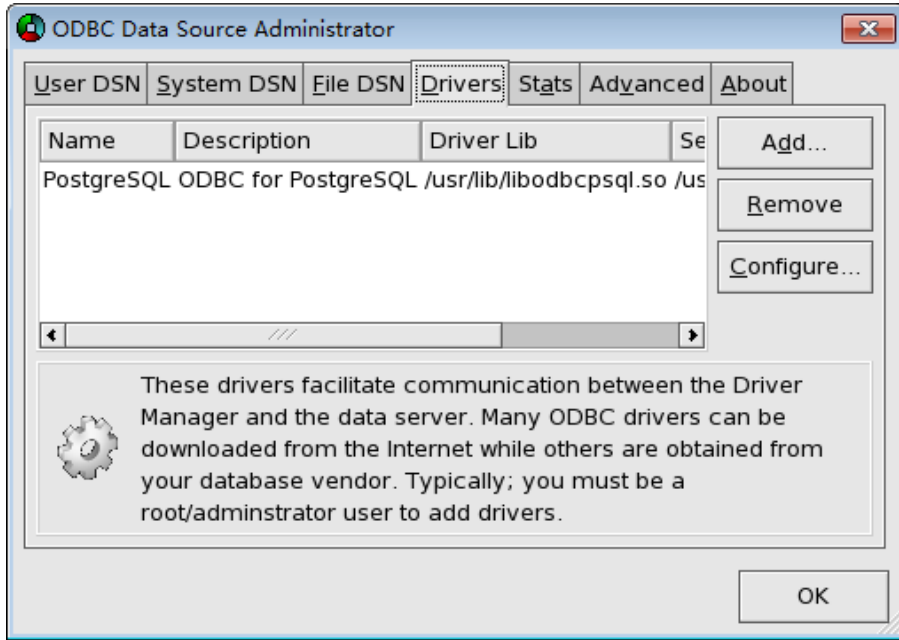 ODBC Data Source Administrator
User DSN System DSN File DSN Drivers Stats Advanced About
Name Description Driver Lib Se
PostgreSQL ODBC for PostgreSQL /usr/lib/libodbcpsql.so /us
Add...
Remove
Configure...
These drivers facilitate communication between the Driver
Manager and the data server. Many ODBC drivers can be
downloaded from the Internet while others are obtained from
your database vendor. Typically; you must be a
root/adminstrator user to add drivers.
OK